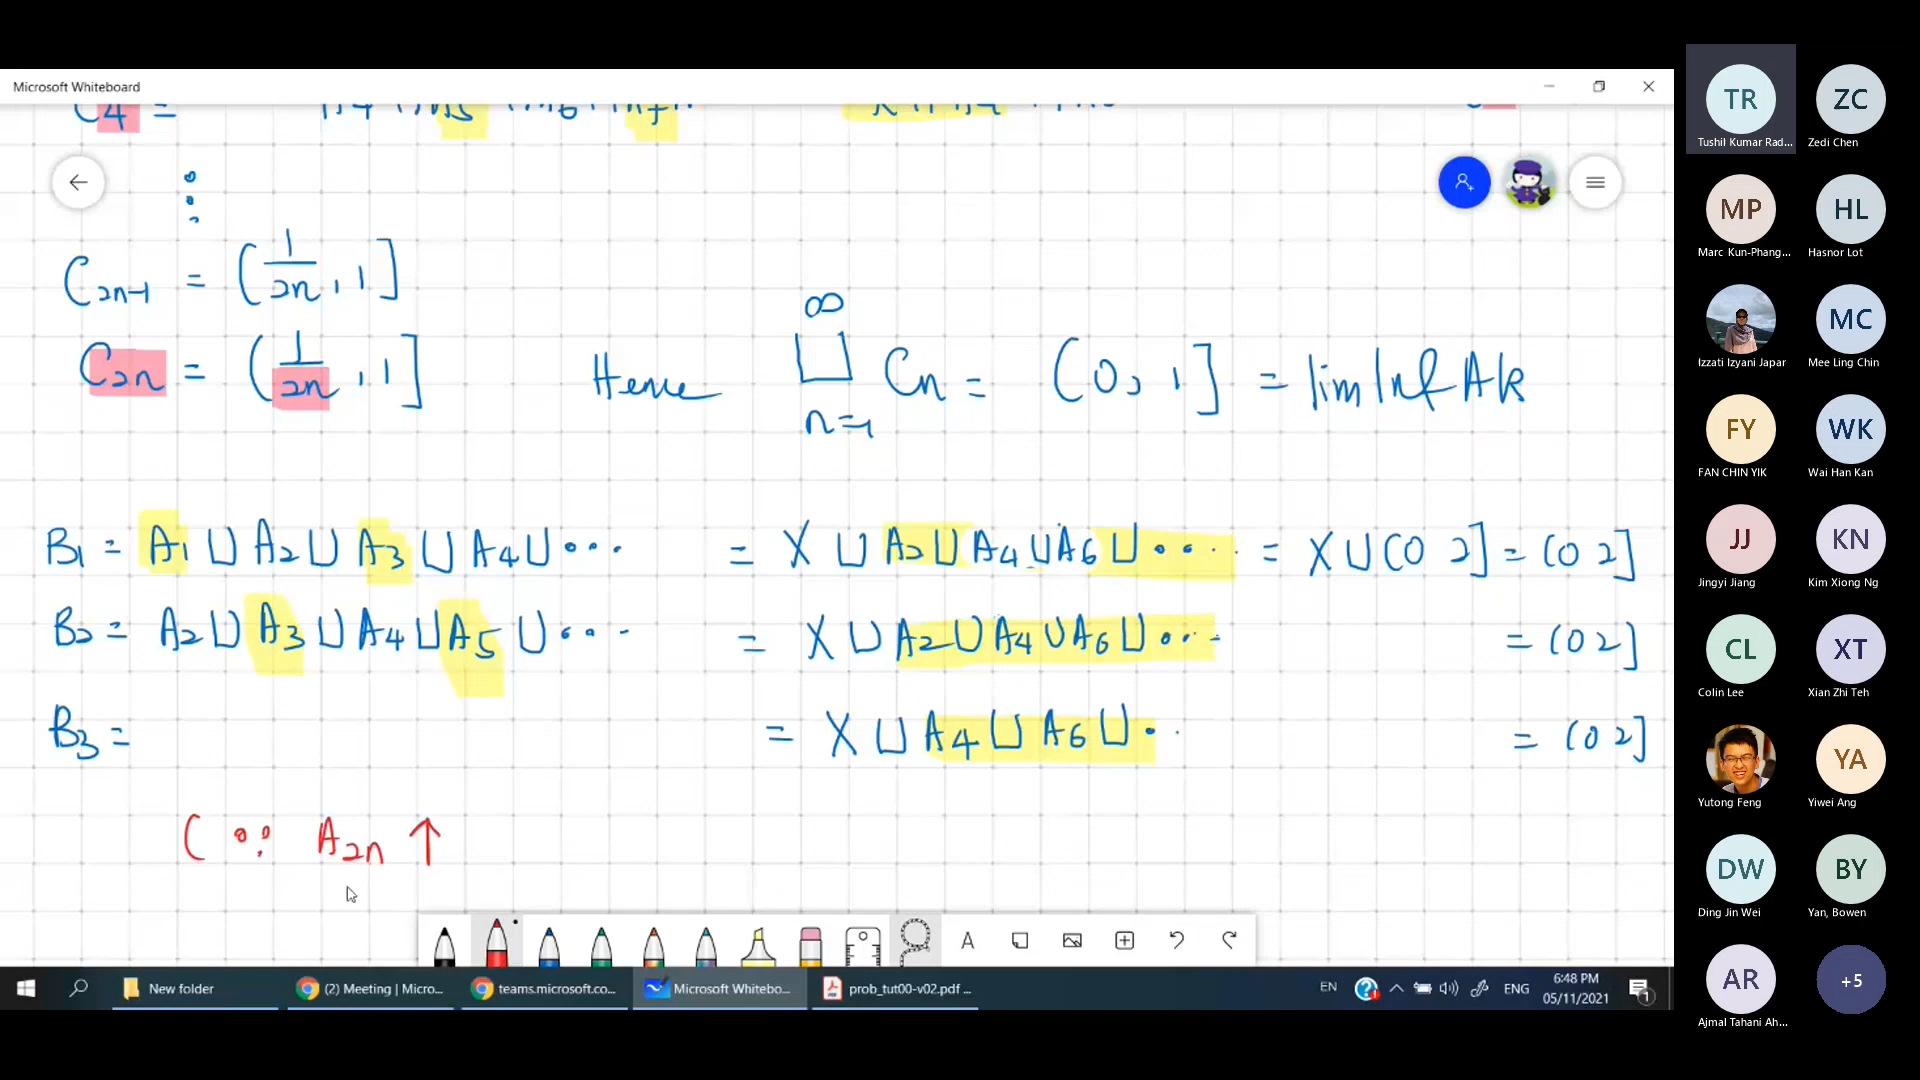 Microsoft Whiteboard
C4 =
C2n-1 = (1/2n, 1]
C2n = (1/2n, 1]
Hence ∞ ⋃ n=1 Cn = (0, 1] = lim Inf Ak
B1 = A1 ∪ A2 ∪ A3 ∪ A4 ∪ ... = X ∪ A2 ∪ A4 ∪ A6 ∪ .... = X ∪ (0 2] = (0 2]
B2 = A2 ∪ A3 ∪ A4 ∪ A5 ∪ ... = X ∪ A2 ∪ A4 ∪ A6 ∪ ... = (0 2]
B3 = = X ∪ A4 ∪ A6 ∪ .. = (0 2]
( ∵ A2n ↑
New folder
(2) Meeting | Micro...
teams.microsoft.co...
Microsoft Whitebo...
prob_tut00-v02.pdf ...
EN
ENG
6:48 PM
05/11/2021
1
TR
Tushil Kumar Rad...
ZC
Zedi Chen
MP
Marc Kun-Phang...
HL
Hasnor Lot
Izzati Izyani Japar
MC
Mee Ling Chin
FY
FAN CHIN YIK
WK
Wai Han Kan
JJ
Jingyi Jiang
KN
Kim Xiong Ng
CL
Colin Lee
XT
Xian Zhi Teh
Yutong Feng
YA
Yiwei Ang
DW
Ding Jin Wei
BY
Yan, Bowen
AR
Ajmal Tahani Ah...
+5